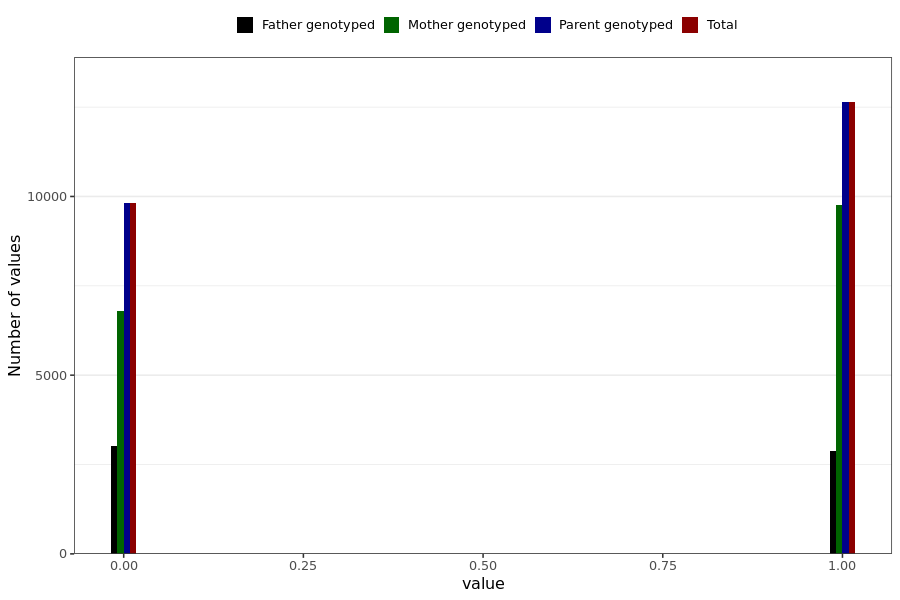 Father genotyped Mother genotyped Parent genotyped Total
Number of values
10000
5000
0
0.00 0.25 0.50 0.75 1.00
value